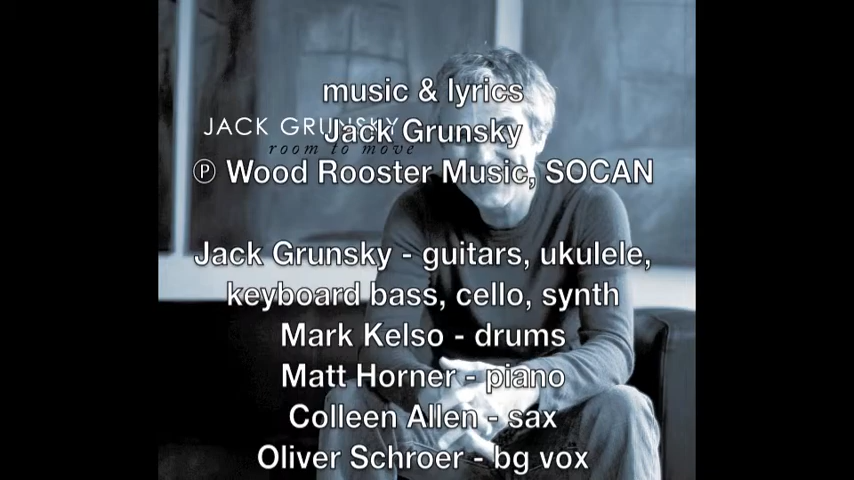 music & lyrics
JACK GRUNSKY
Jack Grunsky
room to move
℗ Wood Rooster Music, SOCAN
Jack Grunsky - guitars, ukulele,
keyboard bass, cello, synth
Mark Kelso - drums
Matt Horner - piano
Colleen Allen - sax
Oliver Schroer - bg vox